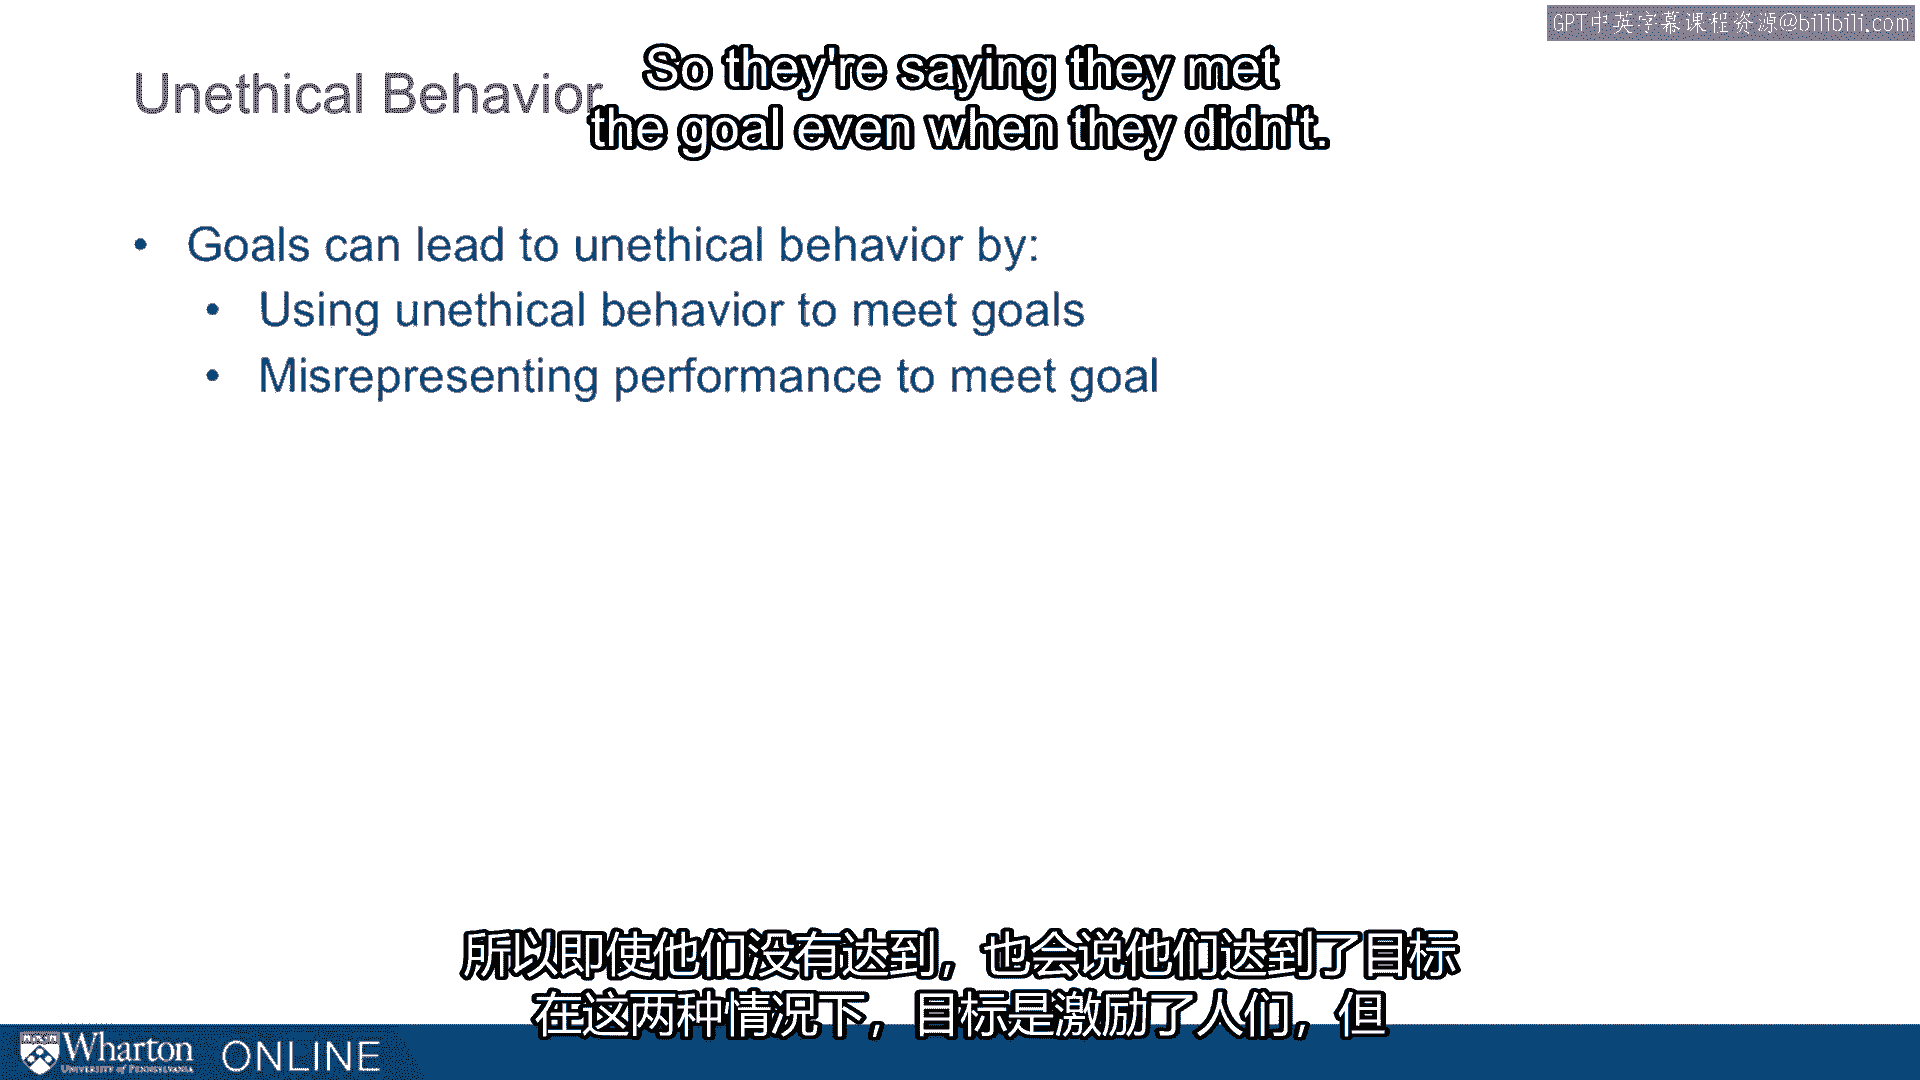 GPT中英字幕课程资源@bilibili.com
So they're saying they met
the goal even when they didn't.
Unethical Behavior
• Goals can lead to unethical behavior by:
• Using unethical behavior to meet goals
• Misrepresenting performance to meet goal
所以即使他们没有达到，也会说他们达到了目标
在这两种情况下，目标是激励了人们，但
Wharton
UNIVERSITY of PENNSYLVANIA
ONLINE